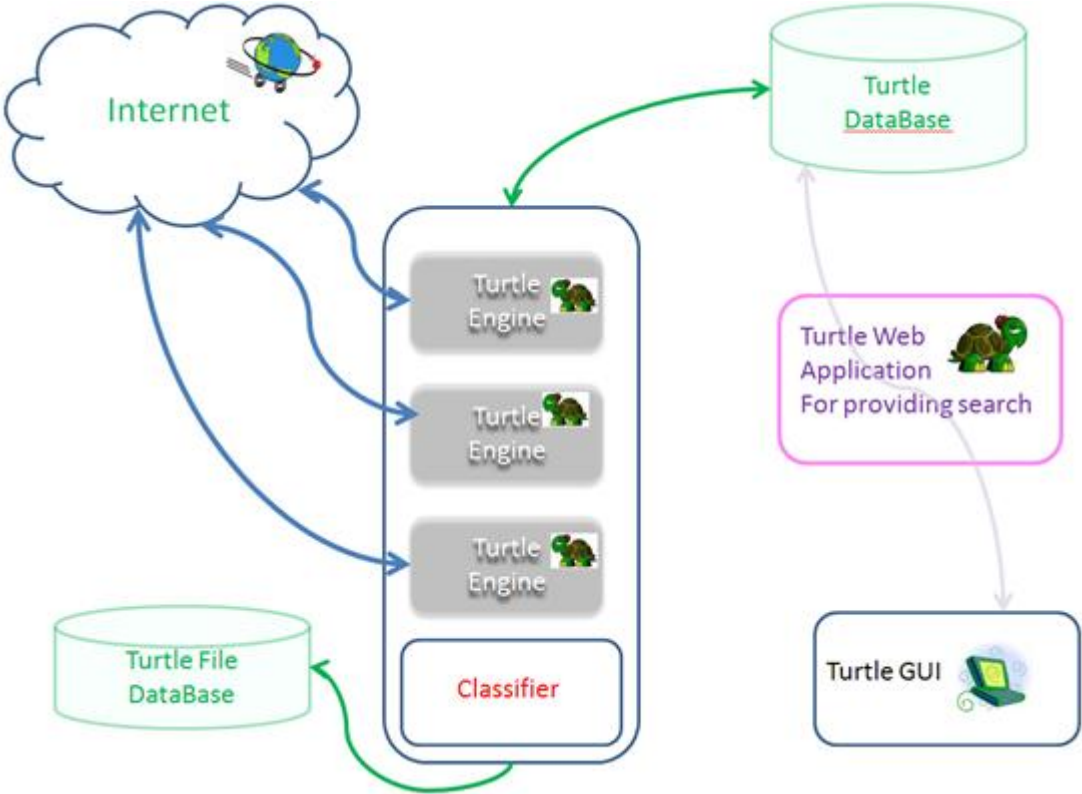 Internet
Turtle
DataBase
Turtle
Engine
Turtle
Engine
Turtle
Engine
Classifier
Turtle File
DataBase
Turtle Web
Application
For providing search
Turtle GUI